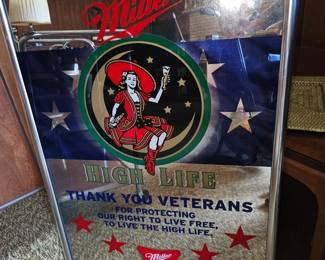 Miller
HIGH LIFE
THANK YOU VETERANS
FOR PROTECTING
OUR RIGHT TO LIVE FREE,
TO LIVE THE HIGH LIFE.
Miller